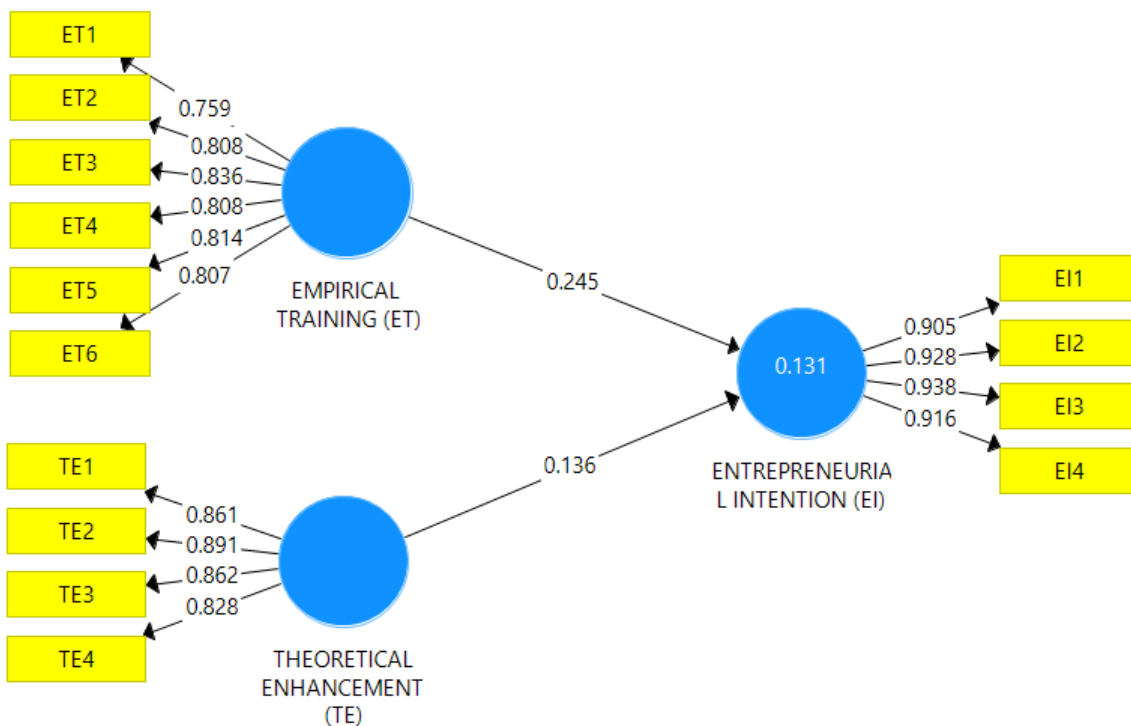 ET1
ET2
ET3
ET4
ET5
ET6
0.759
0.808
0.836
0.808
0.814
0.807
EMPIRICAL
TRAINING (ET)
0.245
TE1
TE2
TE3
TE4
0.861
0.891
0.862
0.828
THEORETICAL
ENHANCEMENT
(TE)
0.136
0.131
ENTREPRENEURIA
L INTENTION (EI)
0.905
0.928
0.938
0.916
EI1
EI2
EI3
EI4